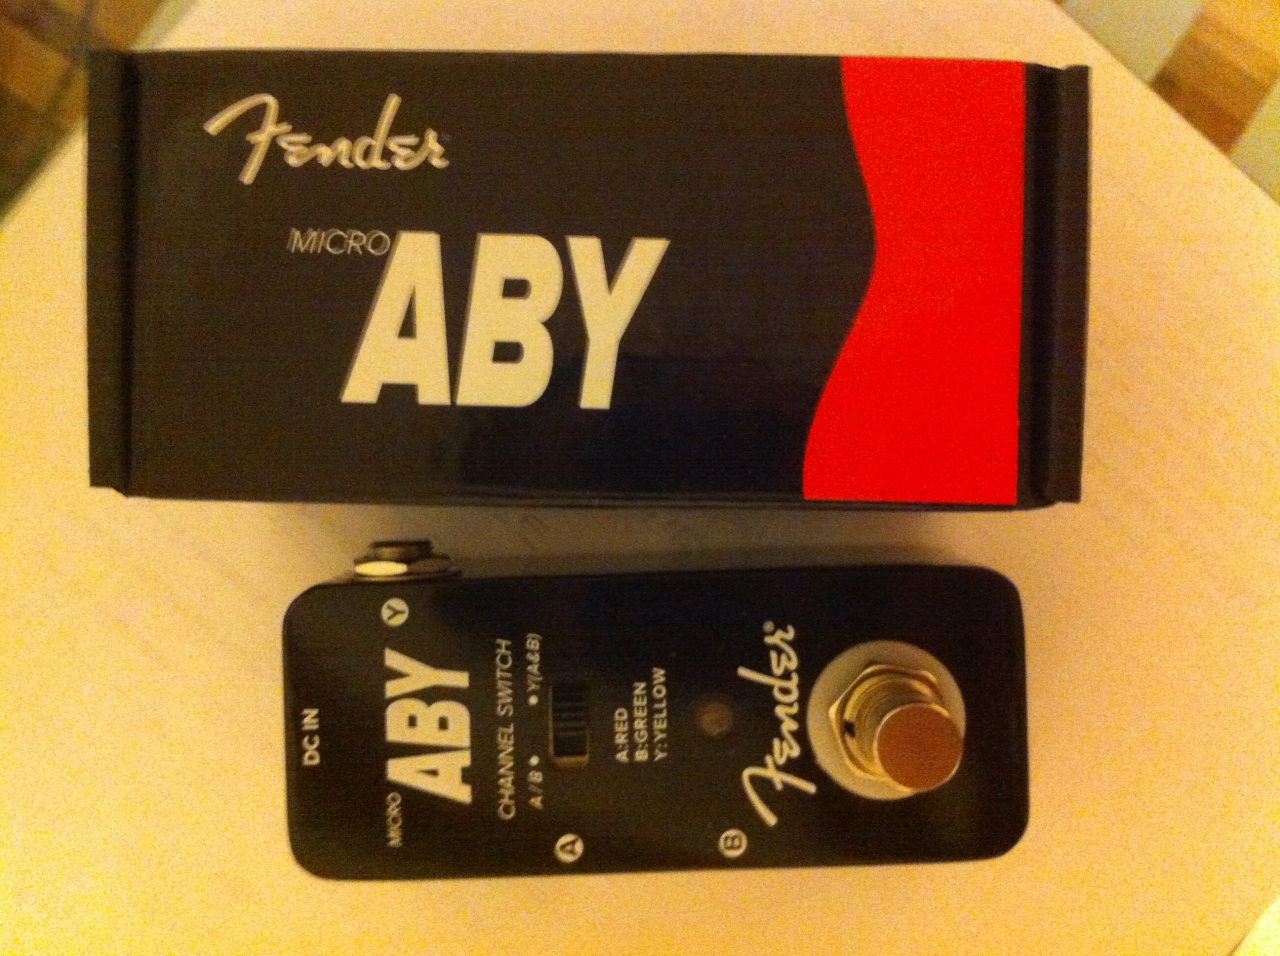 Fender
MICRO
ABY
DC IN
MICRO
ABY
Y
CHANNEL SWITCH
A/B • • Y(A&B)
A:RED
B:GREEN
Y:YELLOW
Fender®
A
B